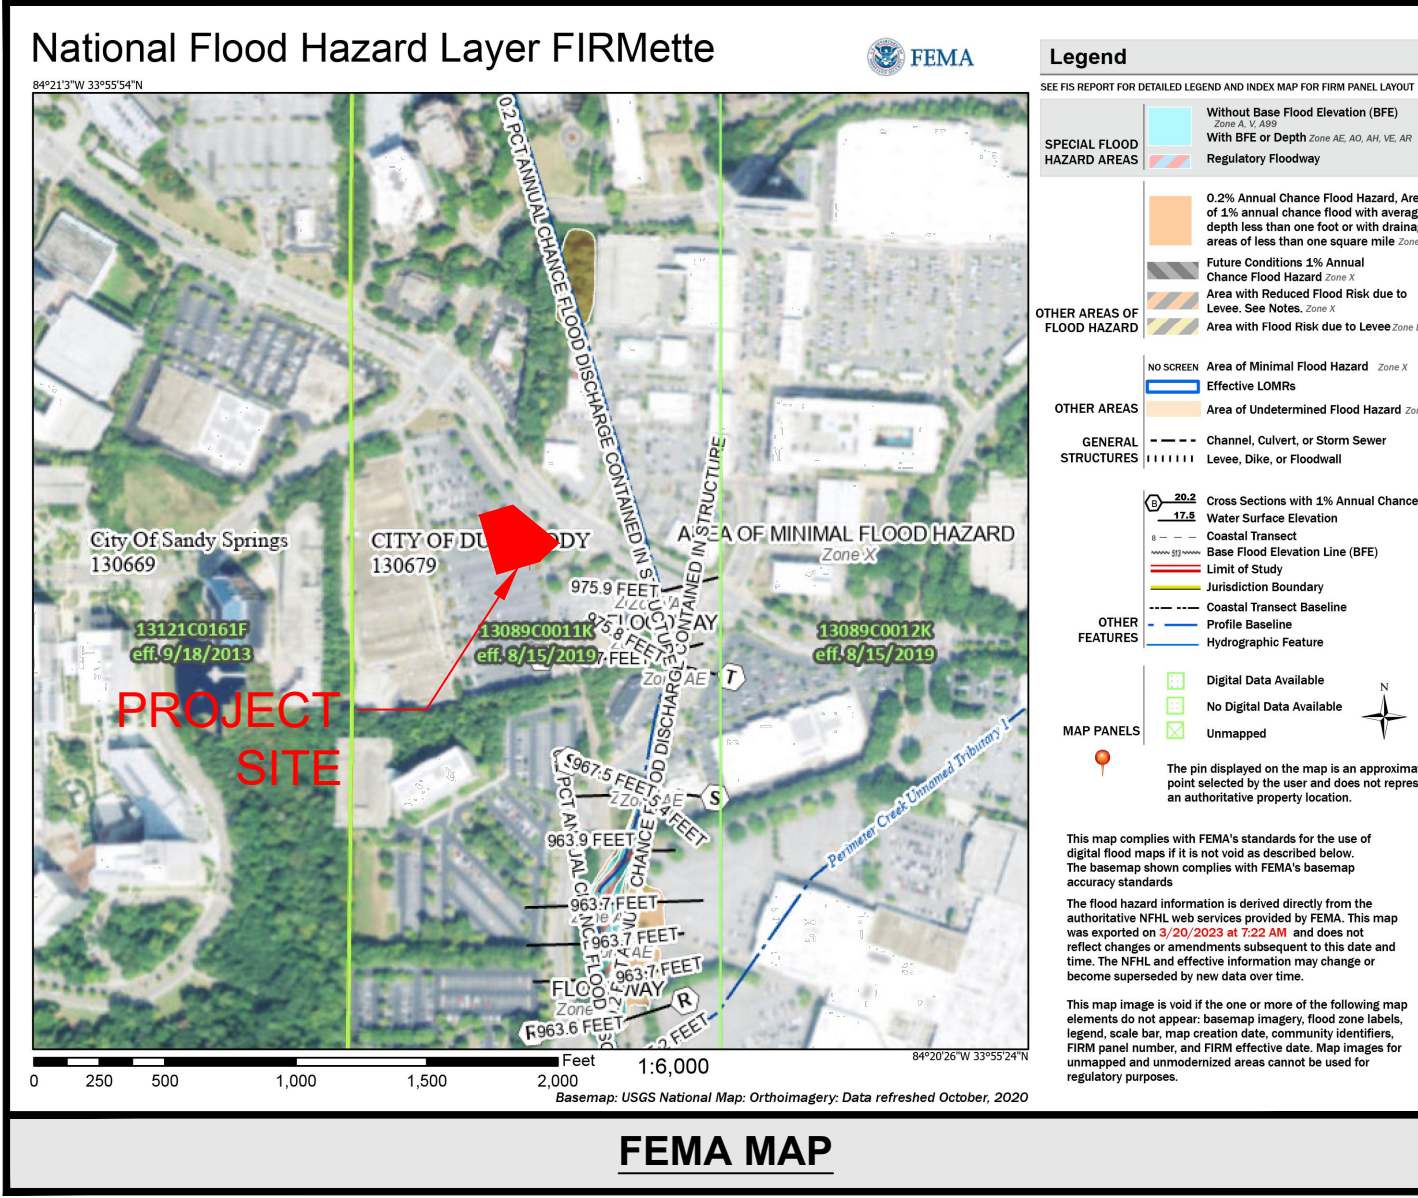 National Flood Hazard Layer FIRMette
FEMA
84°21'3"W 33°55'54"N
0.2 PCT ANNUAL CHANCE FLOOD DISCHARGE CONTAINED IN STRUCTURE
City Of Sandy Springs
130669
CITY OF DU
ODY
130679
AREA OF MINIMAL FLOOD HAZARD
Zone X
13121C0161F
eff. 9/18/2013
13089C0011K
eff. 8/15/2019
13089C0012K
eff. 8/15/2019
PROJECT
SITE
975.9 FEET
975.8 FEET
T
S
967.5 FEET
S
963.9 FEET
963.7 FEET
963.7 FEET
963.7 FEET
R
963.6 FEET
Perimeter Creek Unnamed Tributary 1
84°20'26"W 33°55'24"N
0 250 500 1,000 1,500 2,000
Feet
1:6,000
Basemap: USGS National Map: Orthoimagery: Data refreshed October, 2020
Legend
SEE FIS REPORT FOR DETAILED LEGEND AND INDEX MAP FOR FIRM PANEL LAYOUT
SPECIAL FLOOD
HAZARD AREAS
Without Base Flood Elevation (BFE)
Zone A, V, A99
With BFE or Depth Zone AE, AO, AH, VE, AR
Regulatory Floodway
OTHER AREAS OF
FLOOD HAZARD
0.2% Annual Chance Flood Hazard, Are
of 1% annual chance flood with averag
depth less than one foot or with draina
areas of less than one square mile Zone
Future Conditions 1% Annual
Chance Flood Hazard Zone X
Area with Reduced Flood Risk due to
Levee. See Notes. Zone X
Area with Flood Risk due to Levee Zone
OTHER AREAS
NO SCREEN Area of Minimal Flood Hazard Zone X
Effective LOMRs
Area of Undetermined Flood Hazard Zo
GENERAL
STRUCTURES
Channel, Culvert, or Storm Sewer
Levee, Dike, or Floodwall
OTHER
FEATURES
B 20.2 Cross Sections with 1% Annual Chance
17.5 Water Surface Elevation
8 Coastal Transect
513 Base Flood Elevation Line (BFE)
Limit of Study
Jurisdiction Boundary
Coastal Transect Baseline
Profile Baseline
Hydrographic Feature
MAP PANELS
Digital Data Available
No Digital Data Available
Unmapped
N
The pin displayed on the map is an approxima
point selected by the user and does not repres
an authoritative property location.
This map complies with FEMA's standards for the use of
digital flood maps if it is not void as described below.
The basemap shown complies with FEMA's basemap
accuracy standards
The flood hazard information is derived directly from the
authoritative NFHL web services provided by FEMA. This map
was exported on 3/20/2023 at 7:22 AM and does not
reflect changes or amendments subsequent to this date and
time. The NFHL and effective information may change or
become superseded by new data over time.
This map image is void if the one or more of the following map
elements do not appear: basemap imagery, flood zone labels,
legend, scale bar, map creation date, community identifiers,
FIRM panel number, and FIRM effective date. Map images for
unmapped and unmodernized areas cannot be used for
regulatory purposes.
FEMA MAP